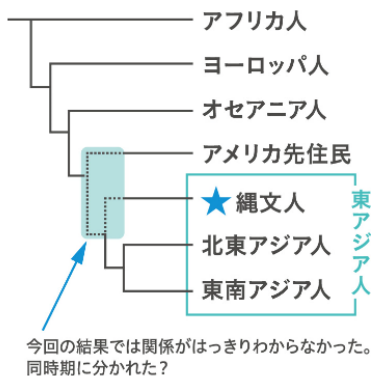 アフリカ人
ヨーロッパ人
オセアニア人
アメリカ先住民
縄文人
北東アジア人
東南アジア人
東アジア人
今回の結果では関係がはっきりわからなかった。
同時期に分かれた？